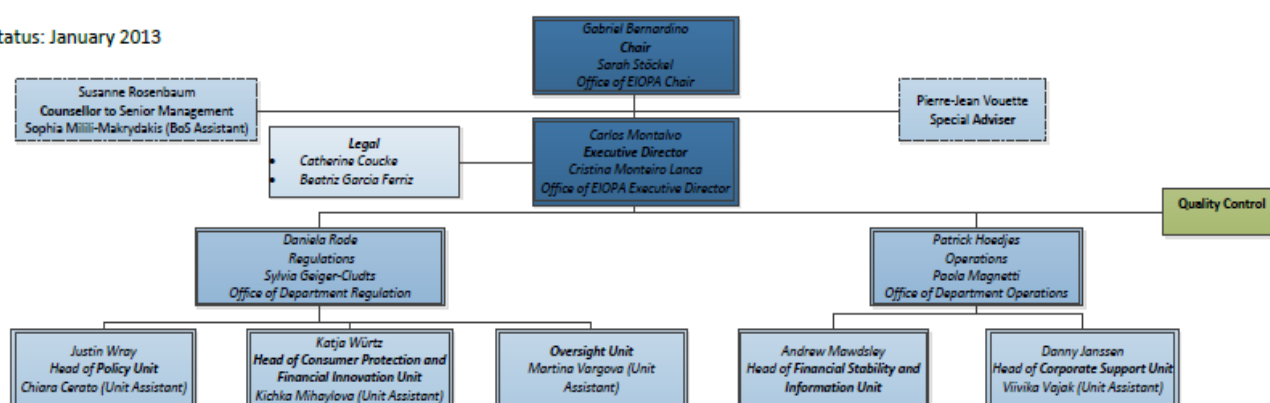 tatus: January 2013
Gabriel Bernardino
Chair
Sarah Stöckel
Office of EIOPA Chair
Susanne Rosenbaum
Counsellor to Senior Management
Sophia Milili-Makrydakis (BoS Assistant)
Pierre-Jean Vouette
Special Adviser
Legal
• Catherine Coucke
• Beatriz Garcia Ferriz
Carlos Montalvo
Executive Director
Cristina Monteiro Lanca
Office of EIOPA Executive Director
Quality Control
Daniela Rode
Regulations
Sylvia Geiger-Cludts
Office of Department Regulation
Patrick Hoedjes
Operations
Paola Magnetti
Office of Department Operations
Justin Wray
Head of Policy Unit
Chiara Cerato (Unit Assistant)
Katja Würtz
Head of Consumer Protection and
Financial Innovation Unit
Kichka Mihaylova (Unit Assistant)
Oversight Unit
Martina Vargova (Unit
Assistant)
Andrew Mawdsley
Head of Financial Stability and
Information Unit
Danny Janssen
Head of Corporate Support Unit
Viivika Vajak (Unit Assistant)